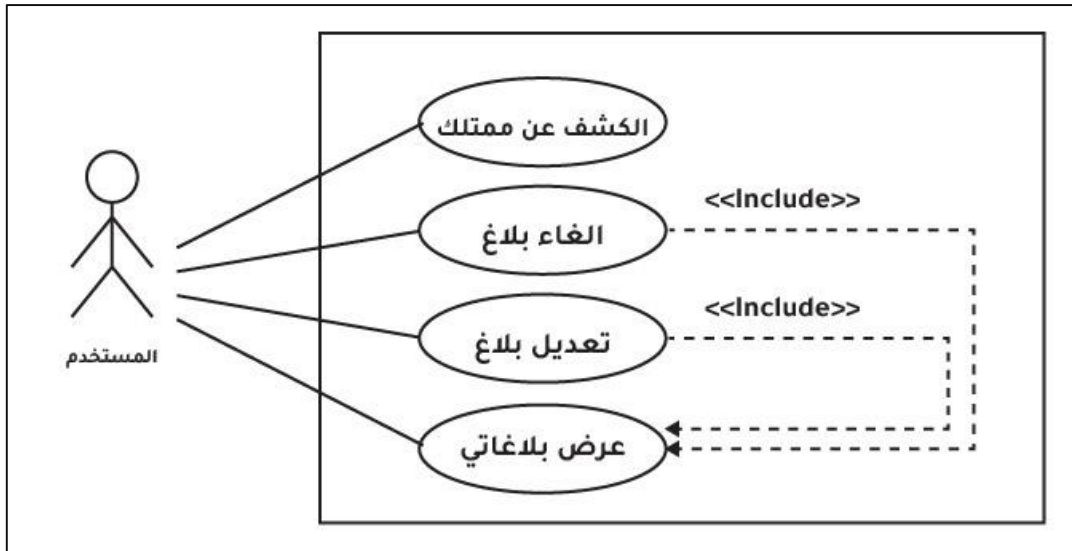 الكشف عن ممتلك
<<Include>>
الغاء بلاغ
<<Include>>
تعديل بلاغ
المستخدم
عرض بلاغاتي